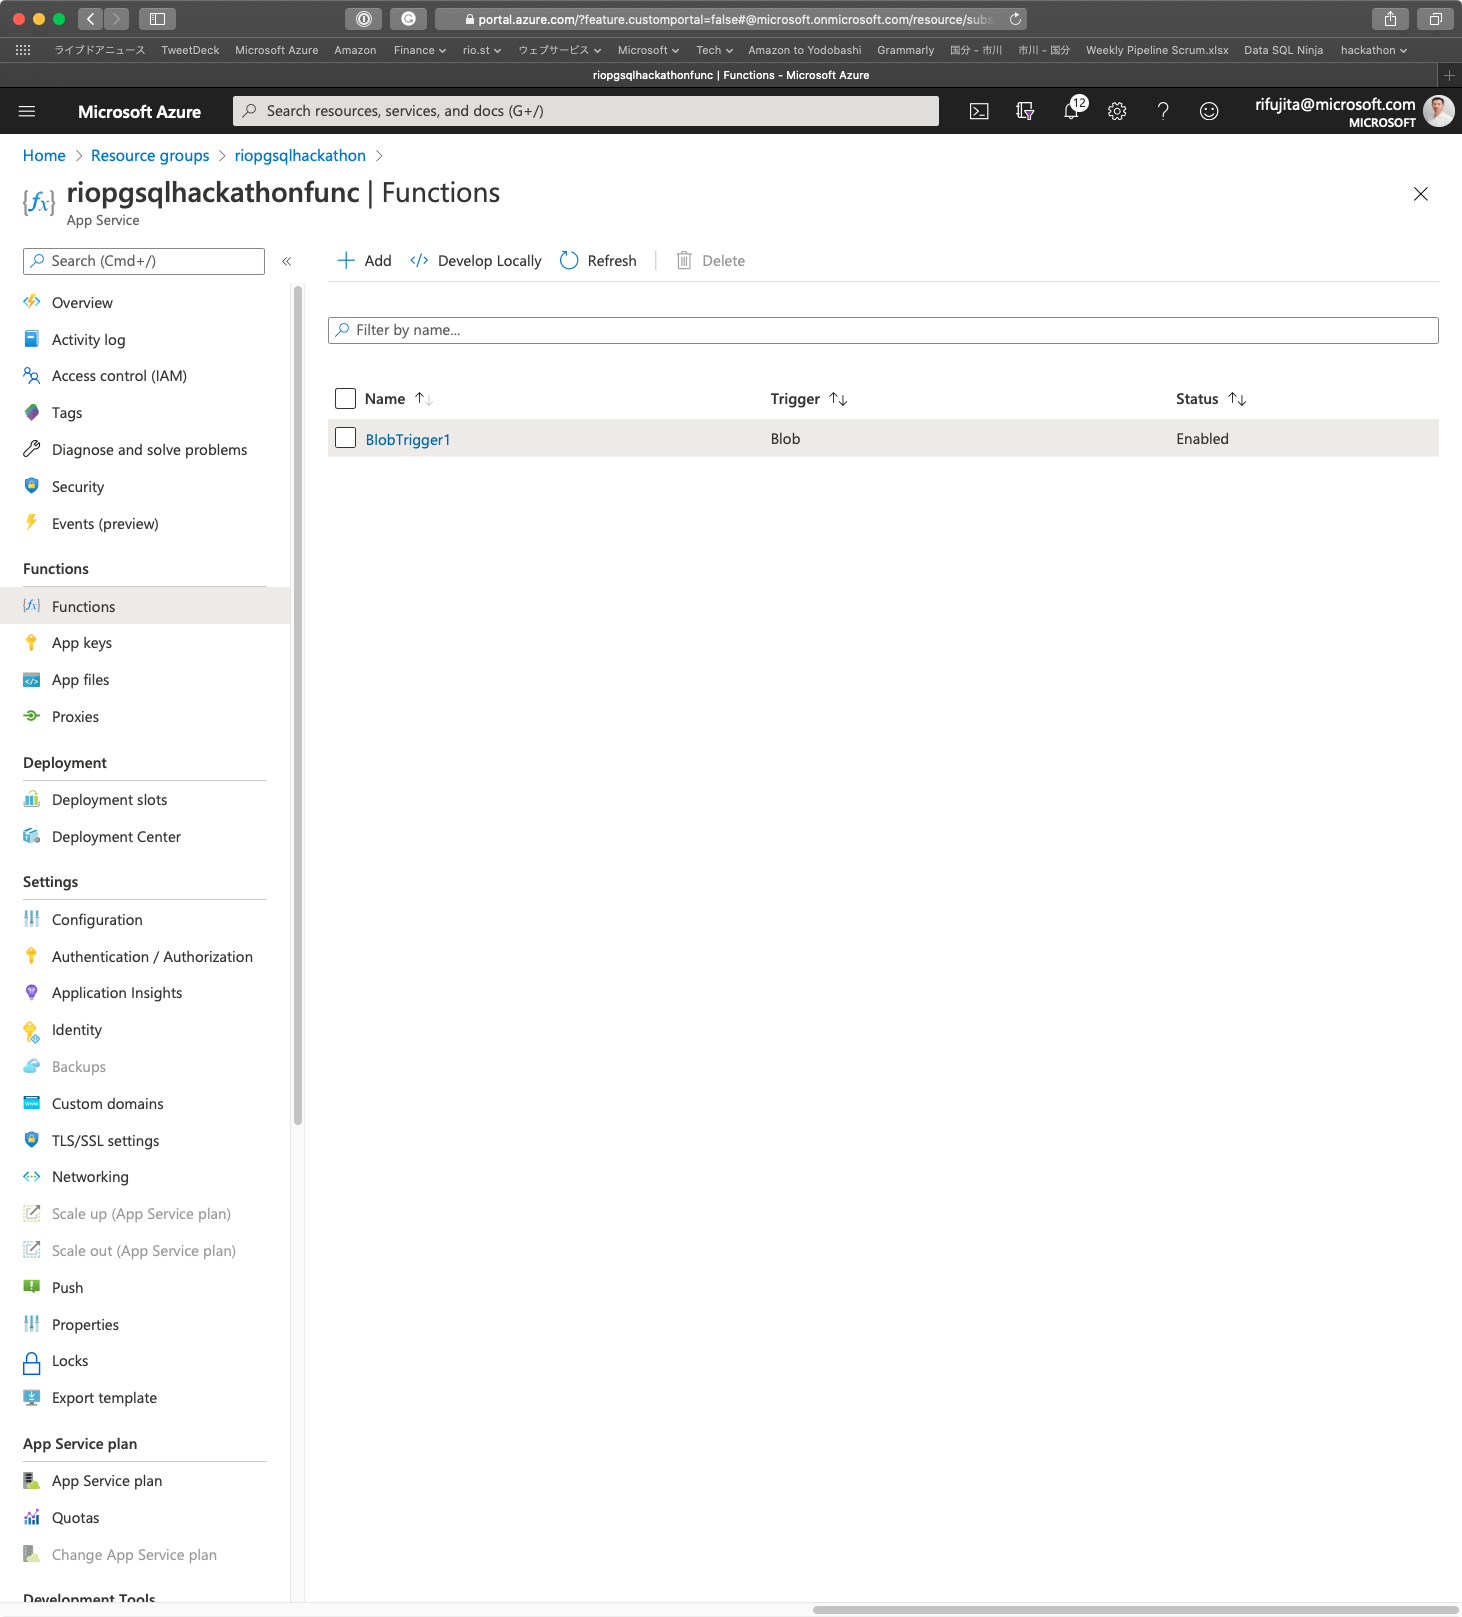 portal.azure.com/?feature.customportal=false#@microsoft.onmicrosoft.com/resource/subs
ライブドアニュース TweetDeck Microsoft Azure Amazon Finance rio.st ウェブサービス Microsoft Tech Amazon to Yodobashi Grammarly 国分 - 市川 市川 - 国分 Weekly Pipeline Scrum.xlsx Data SQL Ninja hackathon
riopgsqlhackathonfunc | Functions - Microsoft Azure
Microsoft Azure
Search resources, services, and docs (G+/)
12
rifujita@microsoft.com
MICROSOFT
Home > Resource groups > riopgsqlhackathon >
riopgsqlhackathonfunc | Functions
App Service
Search (Cmd+/)
Add Develop Locally Refresh Delete
Overview
Activity log
Access control (IAM)
Tags
Diagnose and solve problems
Security
Events (preview)
Functions
Functions
App keys
App files
Proxies
Deployment
Deployment slots
Deployment Center
Settings
Configuration
Authentication / Authorization
Application Insights
Identity
Backups
Custom domains
TLS/SSL settings
Networking
Scale up (App Service plan)
Scale out (App Service plan)
Push
Properties
Locks
Export template
App Service plan
App Service plan
Quotas
Change App Service plan
Development Tools
Filter by name...
Name Trigger Status
BlobTrigger1 Blob Enabled